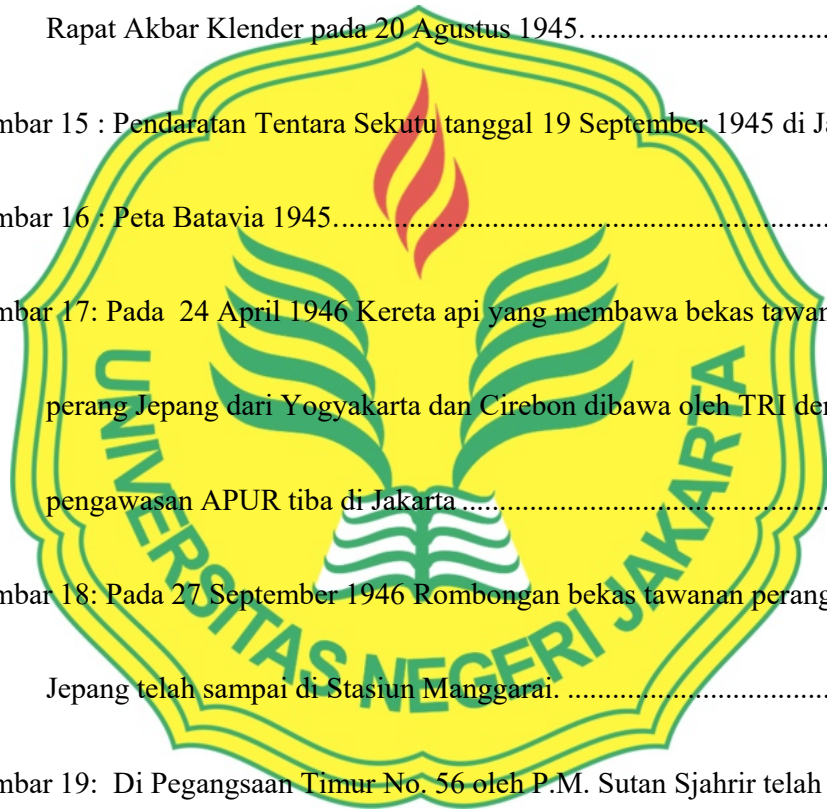 Rapat Akbar Klender pada 20 Agustus 1945. ..............................
mbar 15 : Pendaratan Tentara Sekutu tanggal 19 September 1945 di Ja
mbar 16 : Peta Batavia 1945.................................................................
mbar 17: Pada 24 April 1946 Kereta api yang membawa bekas tawan
perang Jepang dari Yogyakarta dan Cirebon dibawa oleh TRI den
pengawasan APUR tiba di Jakarta ................................................
mbar 18: Pada 27 September 1946 Rombongan bekas tawanan perang
Jepang telah sampai di Stasiun Manggarai. ..................................
mbar 19: Di Pegangsaan Timur No. 56 oleh P.M. Sutan Sjahrir telah
UNIVERSITAS NEGERI JAKARTA